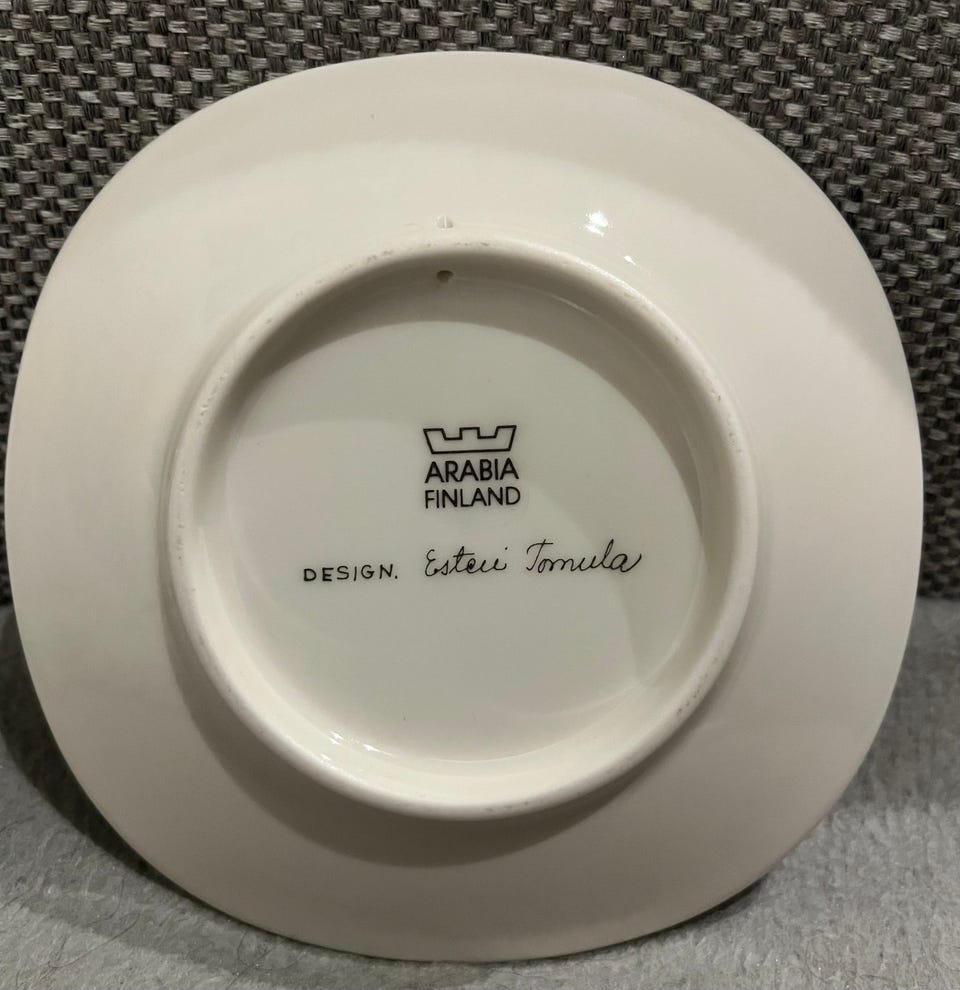 ARABIA
FINLAND
DESIGN. Esteri Tomula